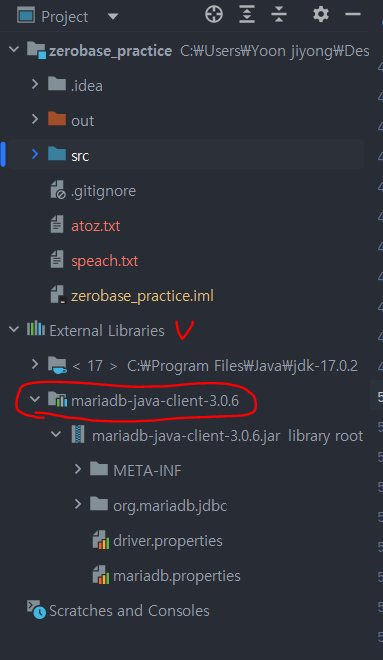 Project
zerobase_practice C:₩Users₩Yoon jiyong₩Des
.idea
out
src
.gitignore
atoz.txt
speach.txt
zerobase_practice.iml
External Libraries
< 17 > C:₩Program Files₩Java₩jdk-17.0.2
mariadb-java-client-3.0.6
mariadb-java-client-3.0.6.jar library root
META-INF
org.mariadb.jdbc
driver.properties
mariadb.properties
Scratches and Consoles